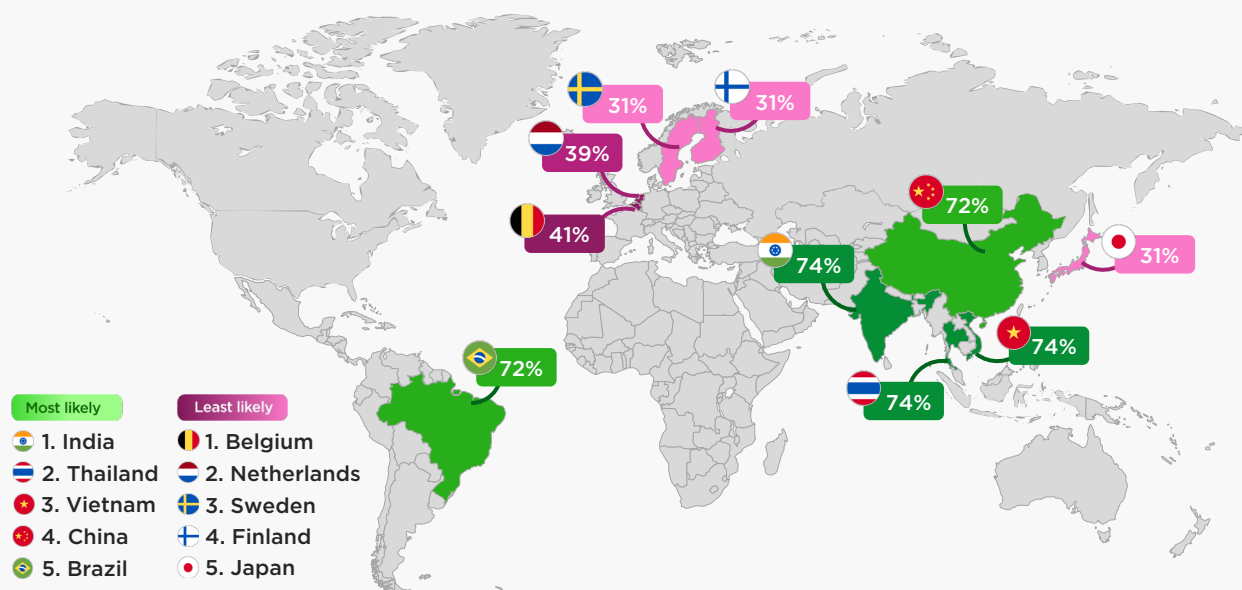 31%
31%
39%
41%
72%
74%
31%
74%
74%
72%
Most likely
1. India
2. Thailand
3. Vietnam
4. China
5. Brazil
Least likely
1. Belgium
2. Netherlands
3. Sweden
4. Finland
5. Japan